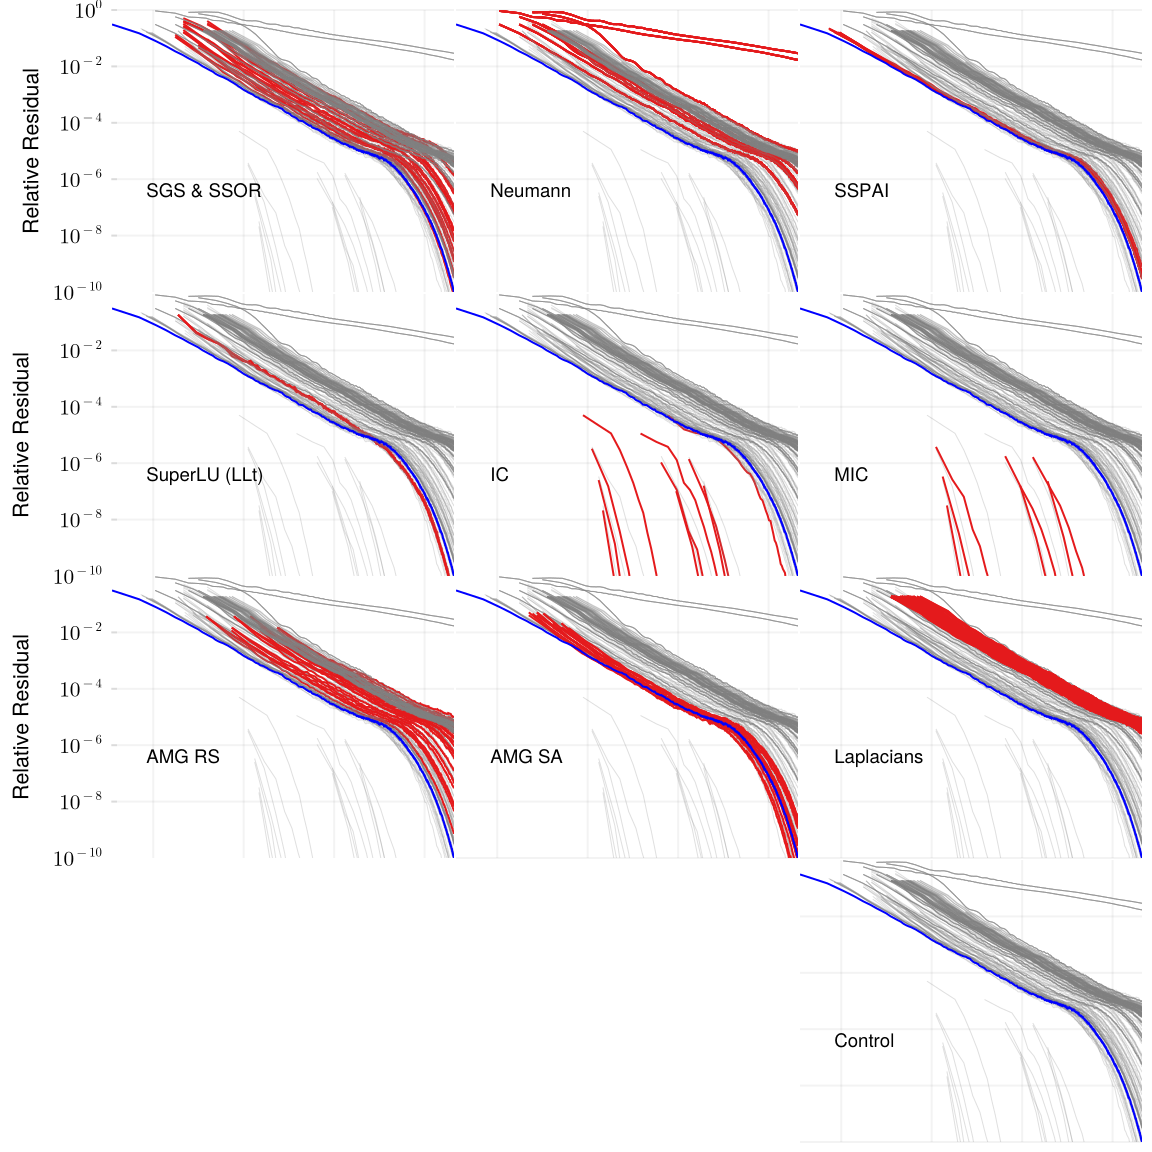 10^0
10^−2
10^−4
10^−6
10^−8
10^−10
Relative Residual
SGS & SSOR
Neumann
SSPAI
10^−2
10^−4
10^−6
10^−8
10^−10
Relative Residual
SuperLU (LLt)
IC
MIC
10^−2
10^−4
10^−6
10^−8
10^−10
Relative Residual
AMG RS
AMG SA
Laplacians
Control